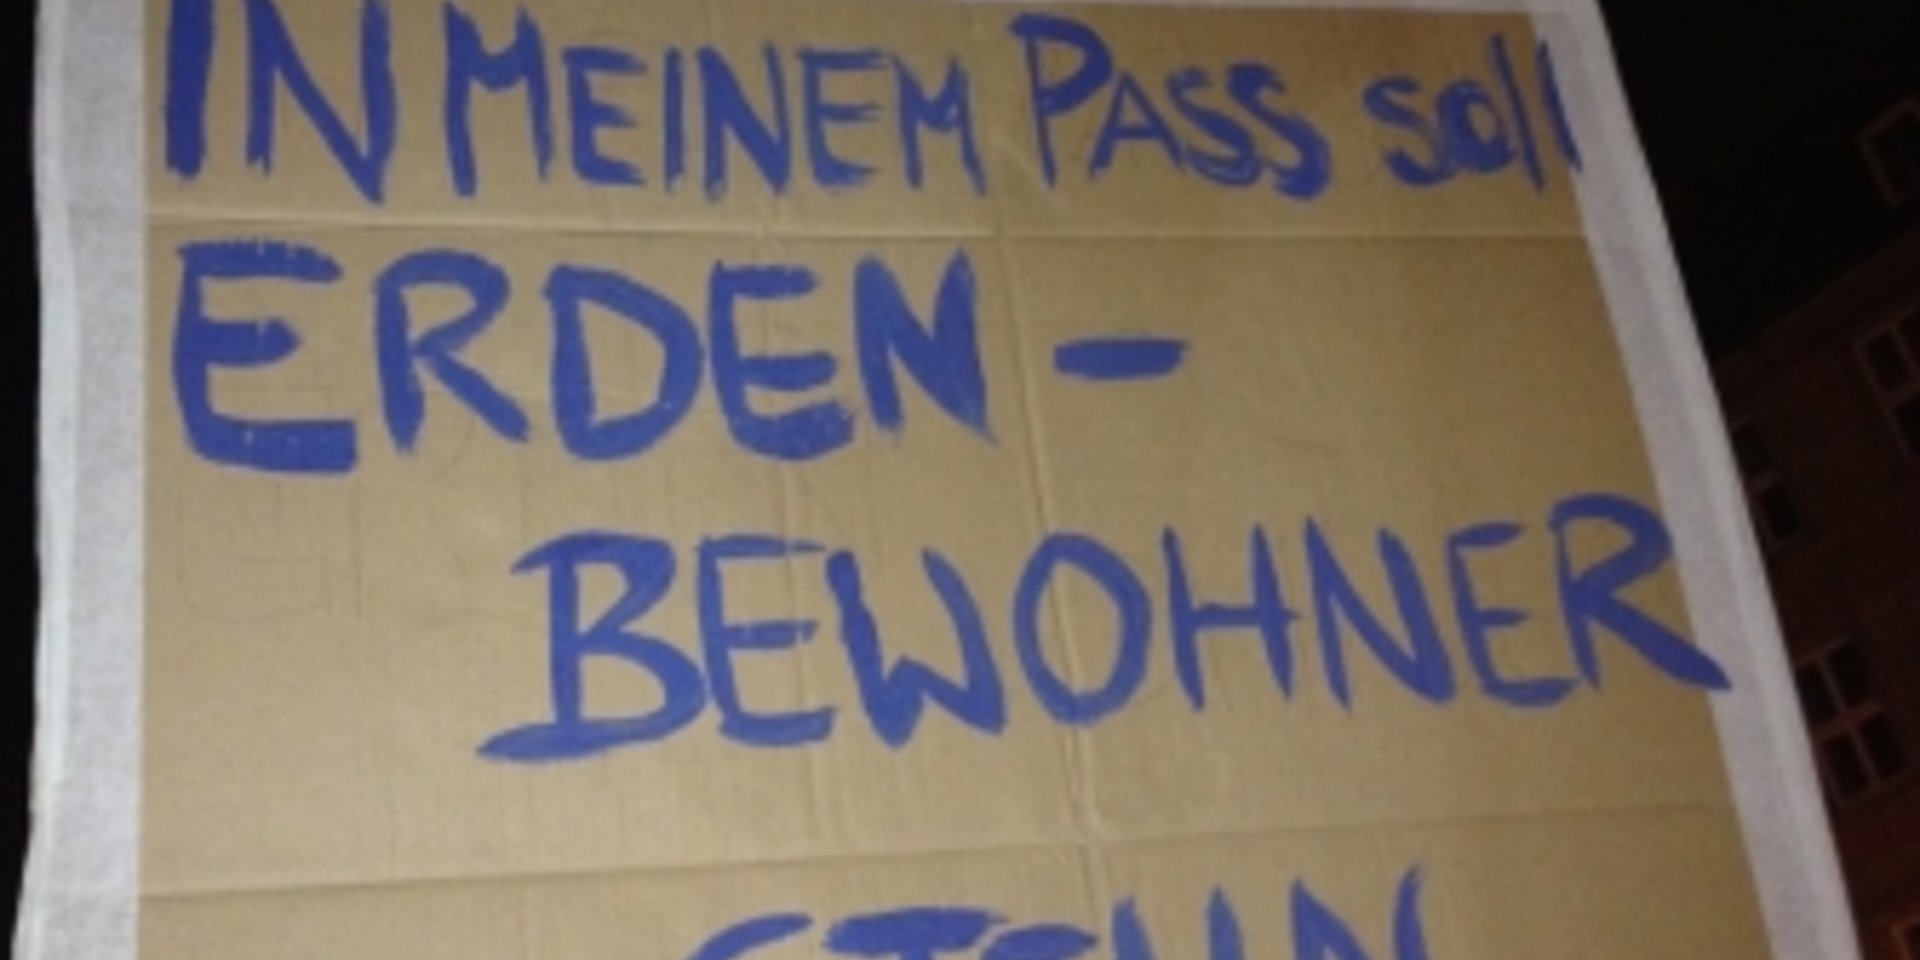 IN MEINEM PASS soll
ERDEN -
BEWOHNER